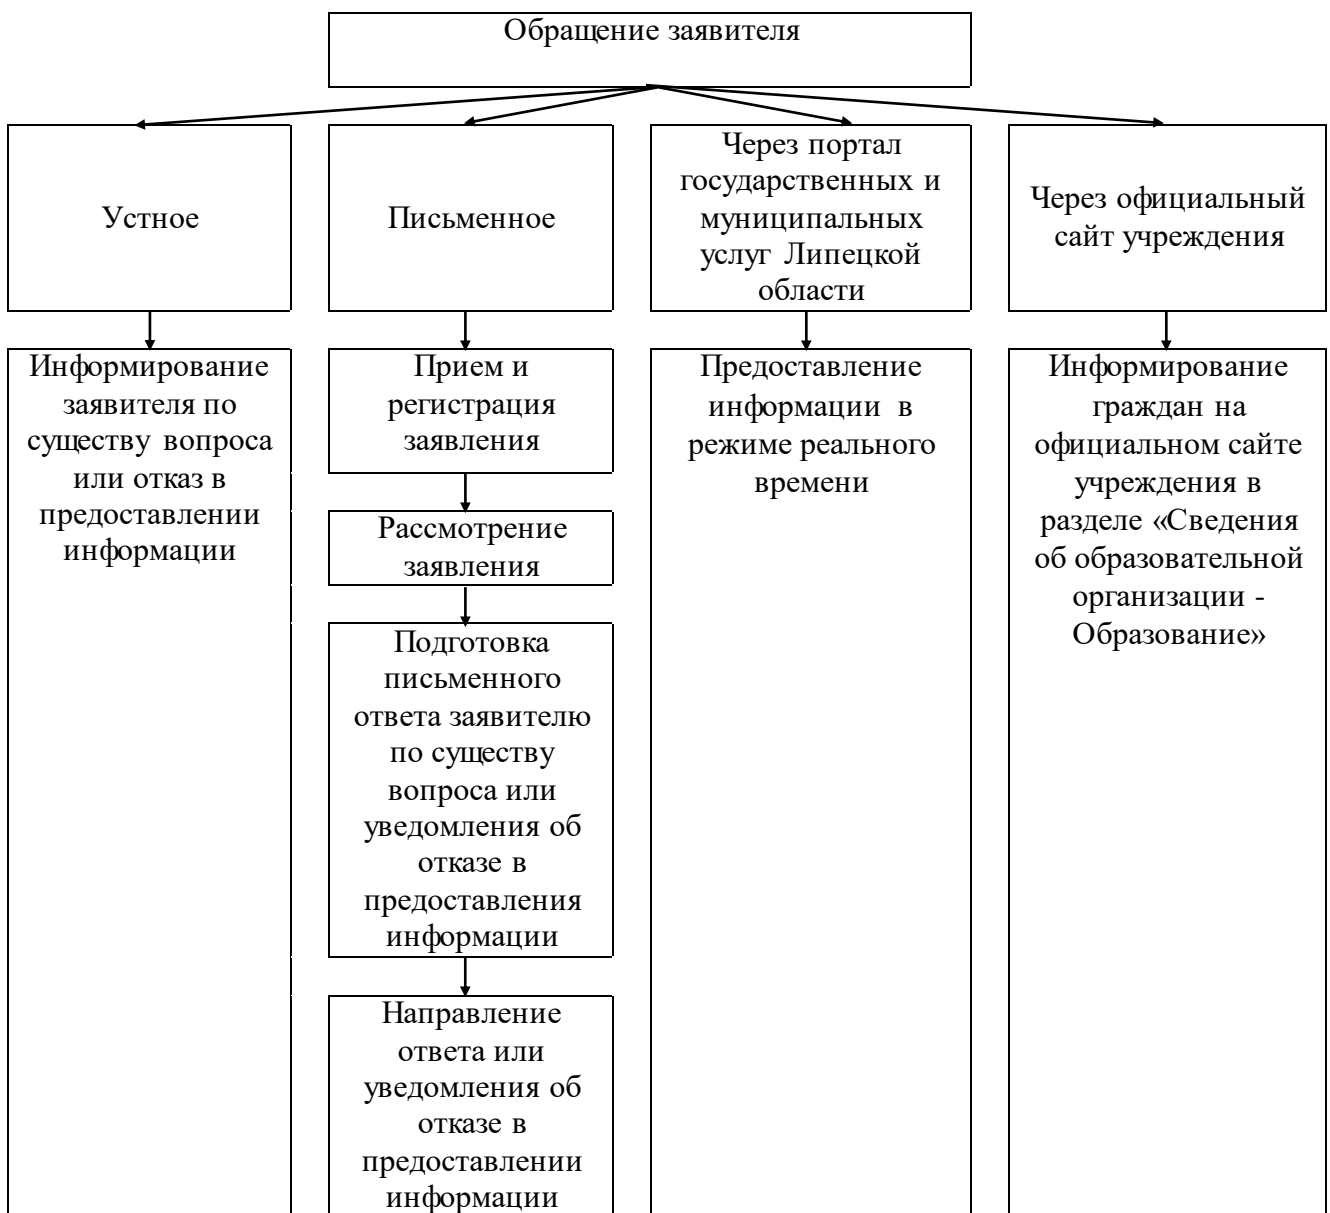 Обращение заявителя
Устное
Письменное
Через портал
государственных и
муниципальных
услуг Липецкой
области
Через официальный
сайт учреждения
Информирование
заявителя по
существу вопроса
или отказ в
предоставлении
информации
Прием и
регистрация
заявления
Рассмотрение
заявления
Подготовка
письменного
ответа заявителю
по существу
вопроса или
уведомления об
отказе в
предоставления
информации
Направление
ответа или
уведомления об
отказе в
предоставлении
информации
Предоставление
информации в
режиме реального
времени
Информирование
граждан на
официальном сайте
учреждения в
разделе «Сведения
об образовательной
организации -
Образование»